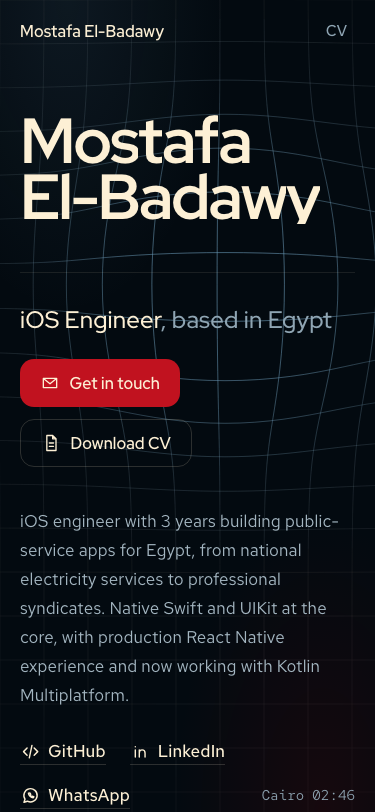 Mostafa El-Badawy CV
Mostafa
El-Badawy
iOS Engineer, based in Egypt
Get in touch
Download CV
iOS engineer with 3 years building public-
service apps for Egypt, from national
electricity services to professional
syndicates. Native Swift and UIKit at the
core, with production React Native
experience and now working with Kotlin
Multiplatform.
GitHub in LinkedIn
WhatsApp Cairo 02:46